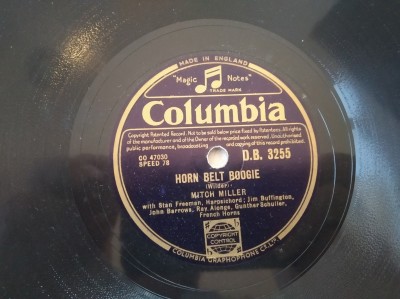 MADE IN ENGLAND
"Magic Notes"
TRADE MARK
Columbia
Copyright Patented Record. Not to be sold below price fixed by Patentees. All rights
of the manufacturer and of the Owner of the recorded work reserved. Unauthorised
public performance, broadcasting and copying of this record prohibited.
CO 47030
SPEED 78
D.B. 3255
HORN BELT BOOGIE
(Wilder)
MITCH MILLER
with Stan Freeman, Harpsichord; Jim Buffington,
John Barrows, Ray Alonge, Gunther Schuller,
French Horns
COPYRIGHT
CONTROL
COLUMBIA GRAPHOPHONE CO. LTD.